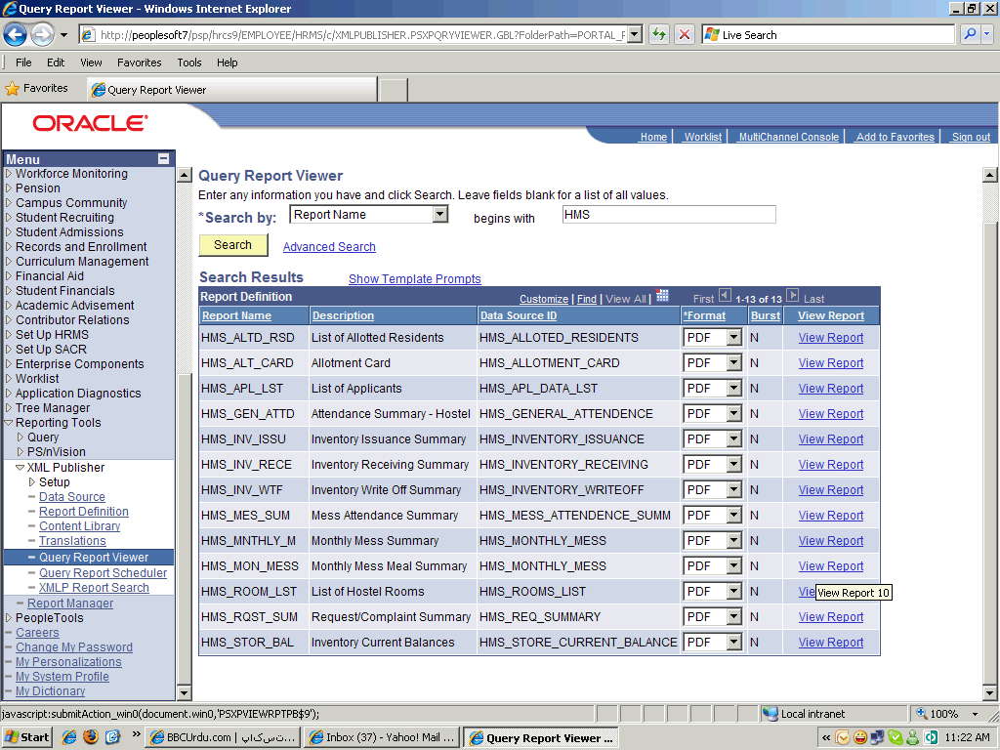 Query Report Viewer - Windows Internet Explorer
http://peoplesoft7/psp/hrcs9/EMPLOYEE/HRMS/c/XMLPUBLISHER.PSXPQRYVIEWER.GBL?FolderPath=PORTAL_F
Live Search
File Edit View Favorites Tools Help
Favorites Query Report Viewer
ORACLE®
Home Worklist MultiChannel Console Add to Favorites Sign out
Menu
Workforce Monitoring
Pension
Campus Community
Student Recruiting
Student Admissions
Records and Enrollment
Curriculum Management
Financial Aid
Student Financials
Academic Advisement
Contributor Relations
Set Up HRMS
Set Up SACR
Enterprise Components
Worklist
Application Diagnostics
Tree Manager
Reporting Tools
Query
PS/nVision
XML Publisher
Setup
Data Source
Report Definition
Content Library
Translations
Query Report Viewer
Query Report Scheduler
XMLP Report Search
Report Manager
PeopleTools
Careers
Change My Password
My Personalizations
My System Profile
My Dictionary
Query Report Viewer
Enter any information you have and click Search. Leave fields blank for a list of all values.
*Search by: Report Name begins with HMS
Search Advanced Search
Search Results Show Template Prompts
Report Definition Customize | Find | View All | First 1-13 of 13 Last
Report Name Description Data Source ID *Format Burst View Report
HMS_ALTD_RSD List of Allotted Residents HMS_ALLOTED_RESIDENTS PDF N View Report
HMS_ALT_CARD Allotment Card HMS_ALLOTMENT_CARD PDF N View Report
HMS_APL_LST List of Applicants HMS_APL_DATA_LST PDF N View Report
HMS_GEN_ATTD Attendance Summary - Hostel HMS_GENERAL_ATTENDENCE PDF N View Report
HMS_INV_ISSU Inventory Issuance Summary HMS_INVENTORY_ISSUANCE PDF N View Report
HMS_INV_RECE Inventory Receiving Summary HMS_INVENTORY_RECEIVING PDF N View Report
HMS_INV_WTF Inventory Write Off Summary HMS_INVENTORY_WRITEOFF PDF N View Report
HMS_MES_SUM Mess Attendance Summary HMS_MESS_ATTENDENCE_SUMM PDF N View Report
HMS_MNTHLY_M Monthly Mess Summary HMS_MONTHLY_MESS PDF N View Report
HMS_MON_MESS Monthly Mess Meal Summary HMS_MONTHLY_MESS PDF N View Report
HMS_ROOM_LST List of Hostel Rooms HMS_ROOMS_LIST PDF N Vie View Report 10
HMS_RQST_SUM Request/Complaint Summary HMS_REQ_SUMMARY PDF N View Report
HMS_STOR_BAL Inventory Current Balances HMS_STORE_CURRENT_BALANCE PDF N View Report
javascript:submitAction_win0(document.win0,'PSXPVIEWRPTPB$9'); Local intranet 100%
Start » BBCUrdu.com | تسکاپ... Inbox (37) - Yahoo! Mail ... Query Report Viewer ... « 11:22 AM